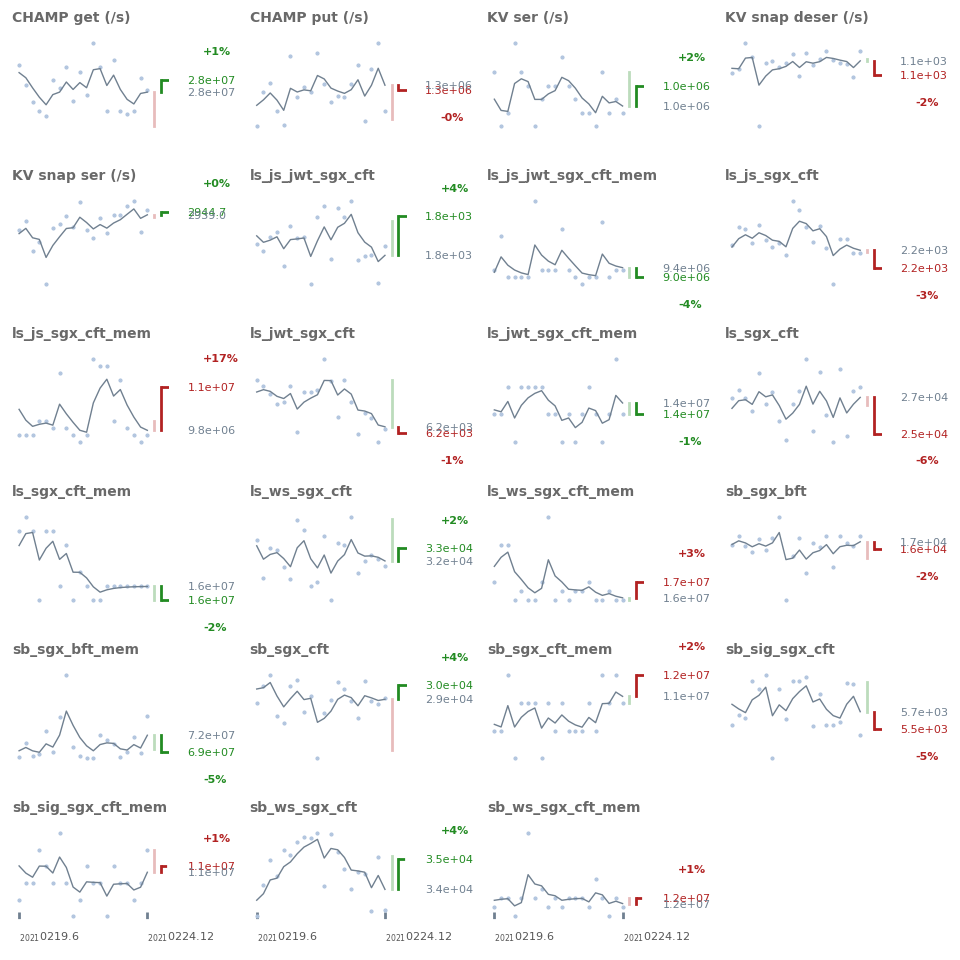 CHAMP get (/s)
+1%
2.8e+07
2.8e+07
CHAMP put (/s)
1.3e+06
1.3e+06
-0%
KV ser (/s)
+2%
1.0e+06
1.0e+06
KV snap deser (/s)
1.1e+03
1.1e+03
-2%
KV snap ser (/s)
+0%
2944.7
ls_js_jwt_sgx_cft
+4%
1.8e+03
1.8e+03
ls_js_jwt_sgx_cft_mem
9.4e+06
9.0e+06
-4%
ls_js_sgx_cft
2.2e+03
2.2e+03
-3%
ls_js_sgx_cft_mem
+17%
1.1e+07
9.8e+06
ls_jwt_sgx_cft
6.2e+03
6.2e+03
-1%
ls_jwt_sgx_cft_mem
1.4e+07
1.4e+07
-1%
ls_sgx_cft
2.7e+04
2.5e+04
-6%
ls_sgx_cft_mem
1.6e+07
1.6e+07
-2%
ls_ws_sgx_cft
+2%
3.3e+04
3.2e+04
ls_ws_sgx_cft_mem
+3%
1.7e+07
1.6e+07
sb_sgx_bft
1.7e+04
1.6e+04
-2%
sb_sgx_bft_mem
7.2e+07
6.9e+07
-5%
sb_sgx_cft
+4%
3.0e+04
2.9e+04
sb_sgx_cft_mem
+2%
1.2e+07
1.1e+07
sb_sig_sgx_cft
5.7e+03
5.5e+03
-5%
sb_sig_sgx_cft_mem
+1%
1.1e+07
1.1e+07
2021 0219.6
2021 0224.12
sb_ws_sgx_cft
+4%
3.5e+04
3.4e+04
2021 0219.6
2021 0224.12
sb_ws_sgx_cft_mem
+1%
1.2e+07
1.2e+07
2021 0219.6
2021 0224.12